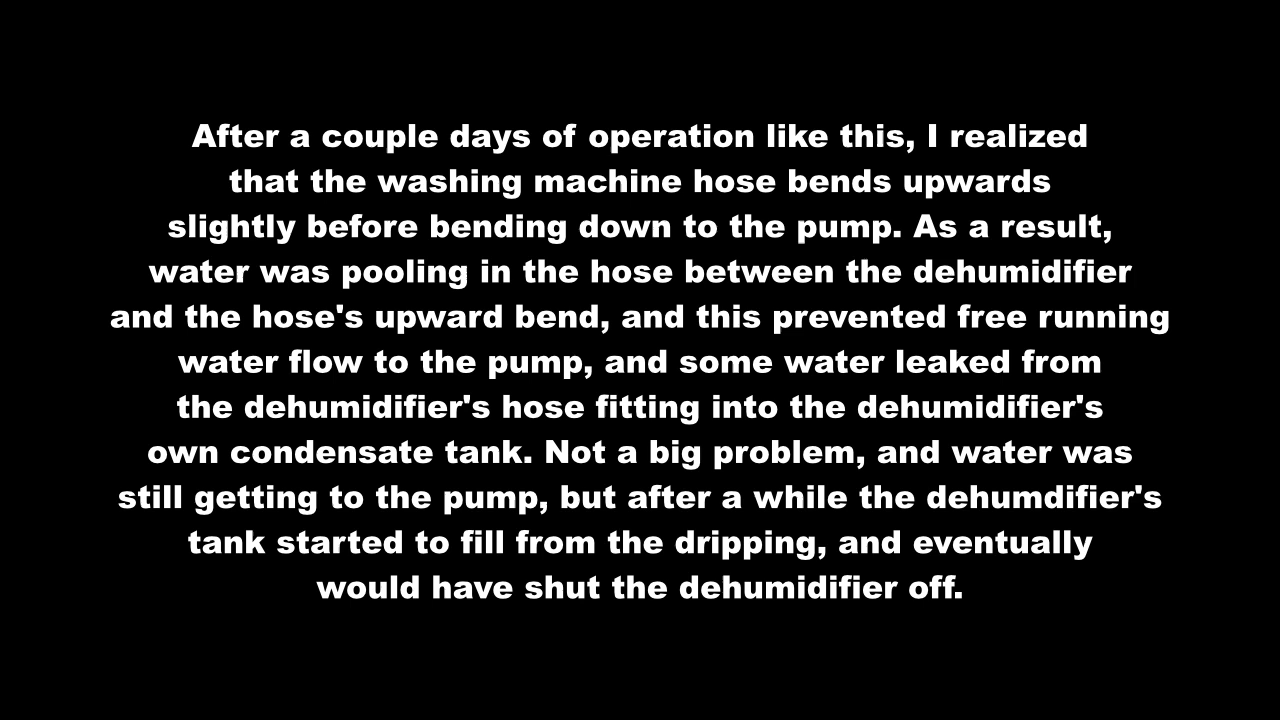 After a couple days of operation like this, I realized
that the washing machine hose bends upwards
slightly before bending down to the pump. As a result,
water was pooling in the hose between the dehumidifier
and the hose's upward bend, and this prevented free running
water flow to the pump, and some water leaked from
the dehumidifier's hose fitting into the dehumidifier's
own condensate tank. Not a big problem, and water was
still getting to the pump, but after a while the dehumdifier's
tank started to fill from the dripping, and eventually
would have shut the dehumidifier off.